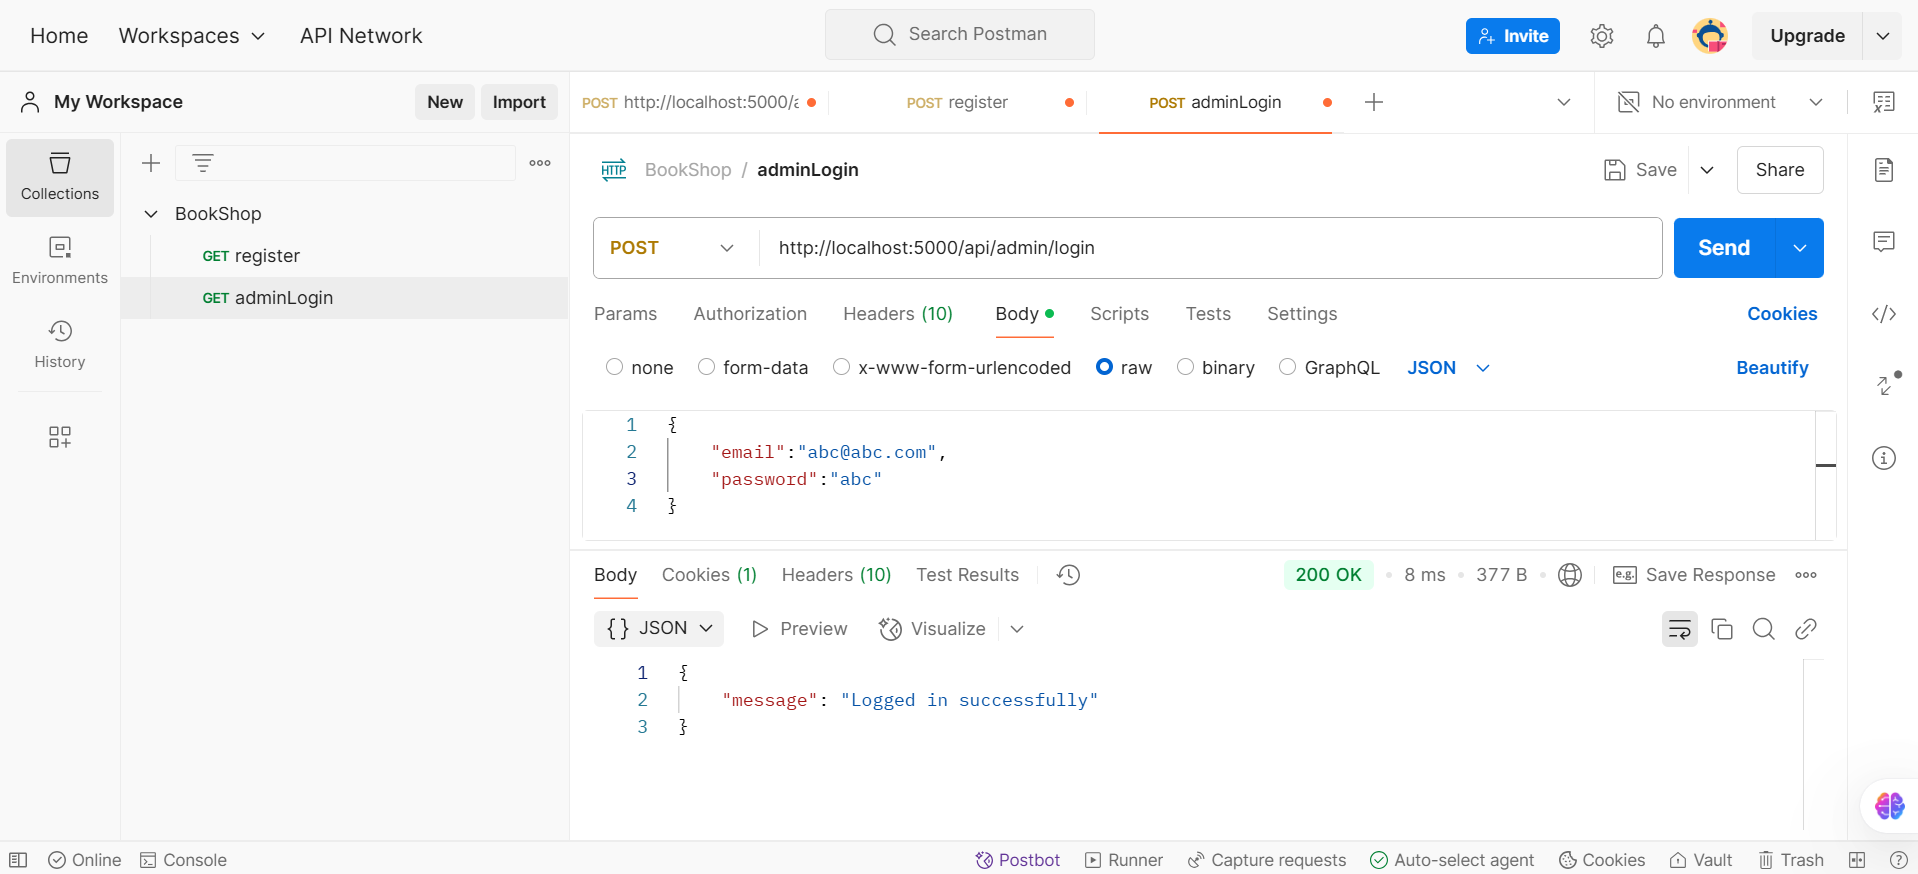 Home Workspaces API Network Search Postman Invite Upgrade
My Workspace New Import POST http://localhost:5000/a POST register POST adminLogin No environment
Collections
Environments
History
BookShop
GET register
GET adminLogin
HTTP BookShop / adminLogin Save Share
POST http://localhost:5000/api/admin/login Send
Params Authorization Headers (10) Body Scripts Tests Settings Cookies
none form-data x-www-form-urlencoded raw binary GraphQL JSON Beautify
1 {
2 "email":"abc@abc.com",
3 "password":"abc"
4 }
Body Cookies (1) Headers (10) Test Results 200 OK 8 ms 377 B e.g. Save Response
{} JSON Preview Visualize
1 {
2 "message": "Logged in successfully"
3 }
Online Console Postbot Runner Capture requests Auto-select agent Cookies Vault Trash